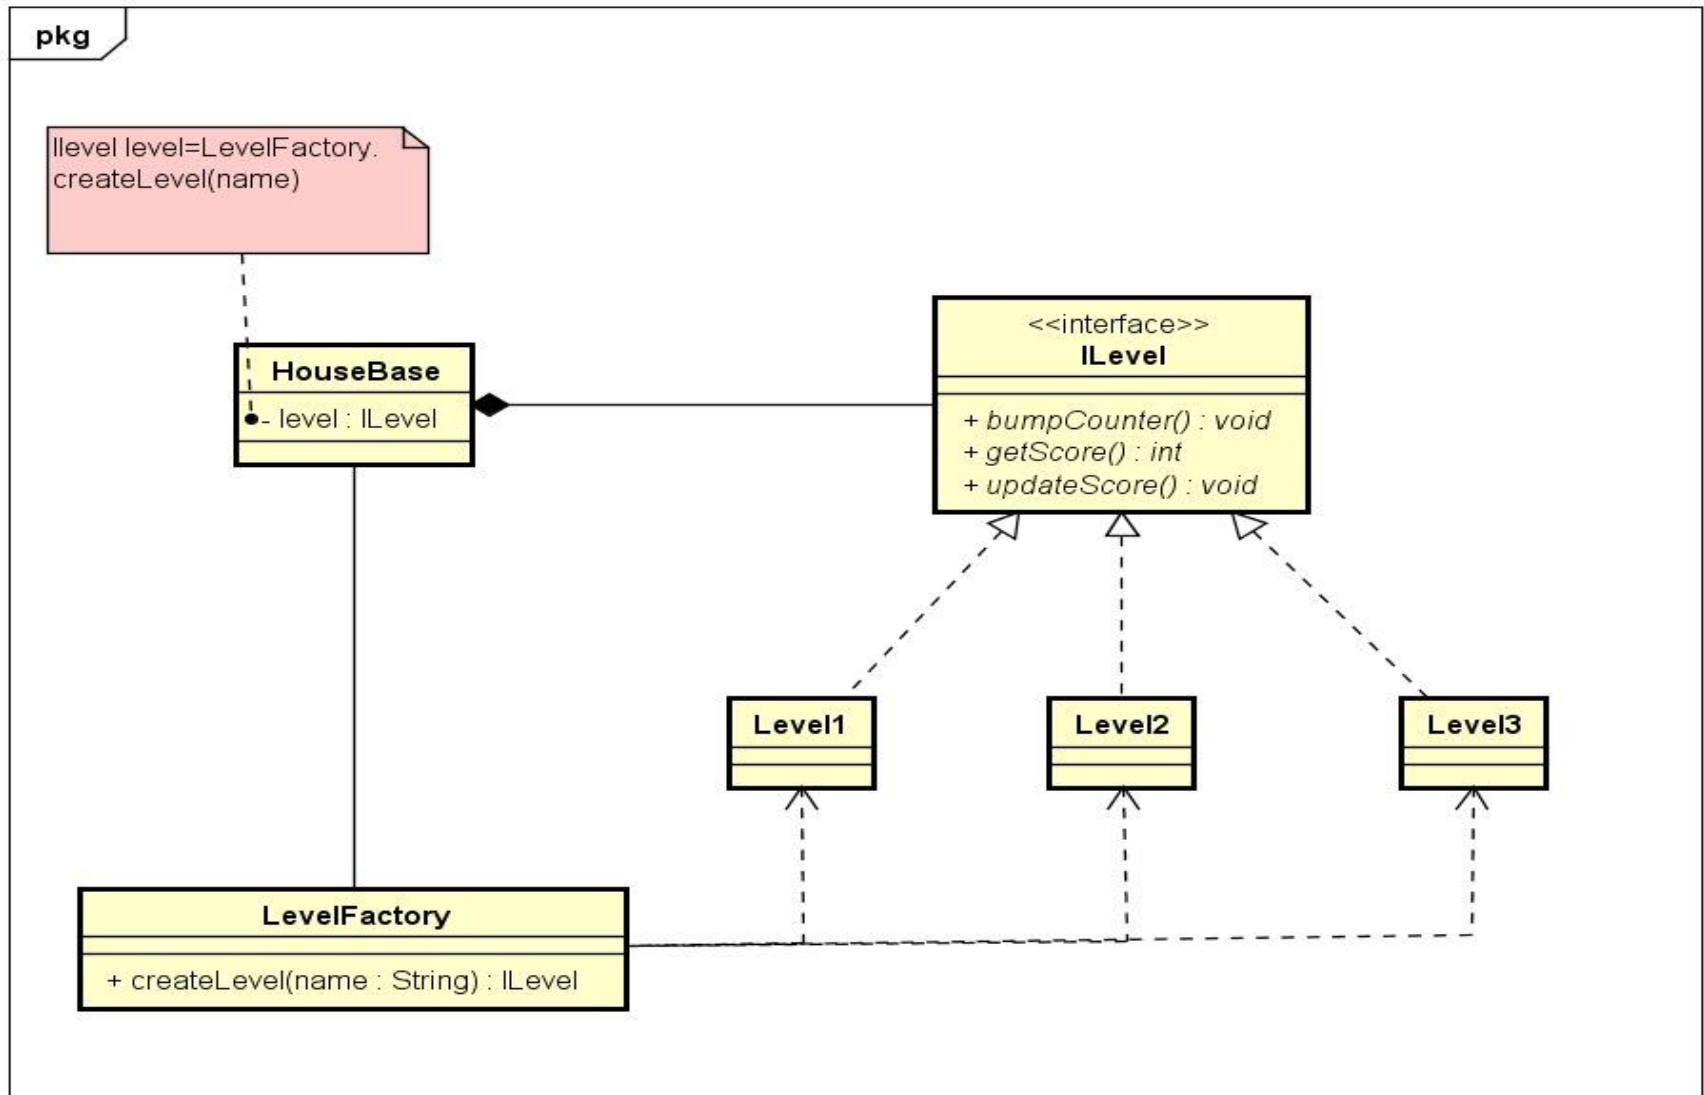 pkg
Ilevel level=LevelFactory.
createLevel(name)
<<interface>>
ILevel
HouseBase
- level : ILevel
+ bumpCounter() : void
+ getScore() : int
+ updateScore() : void
Level1
Level2
Level3
LevelFactory
+ createLevel(name : String) : ILevel